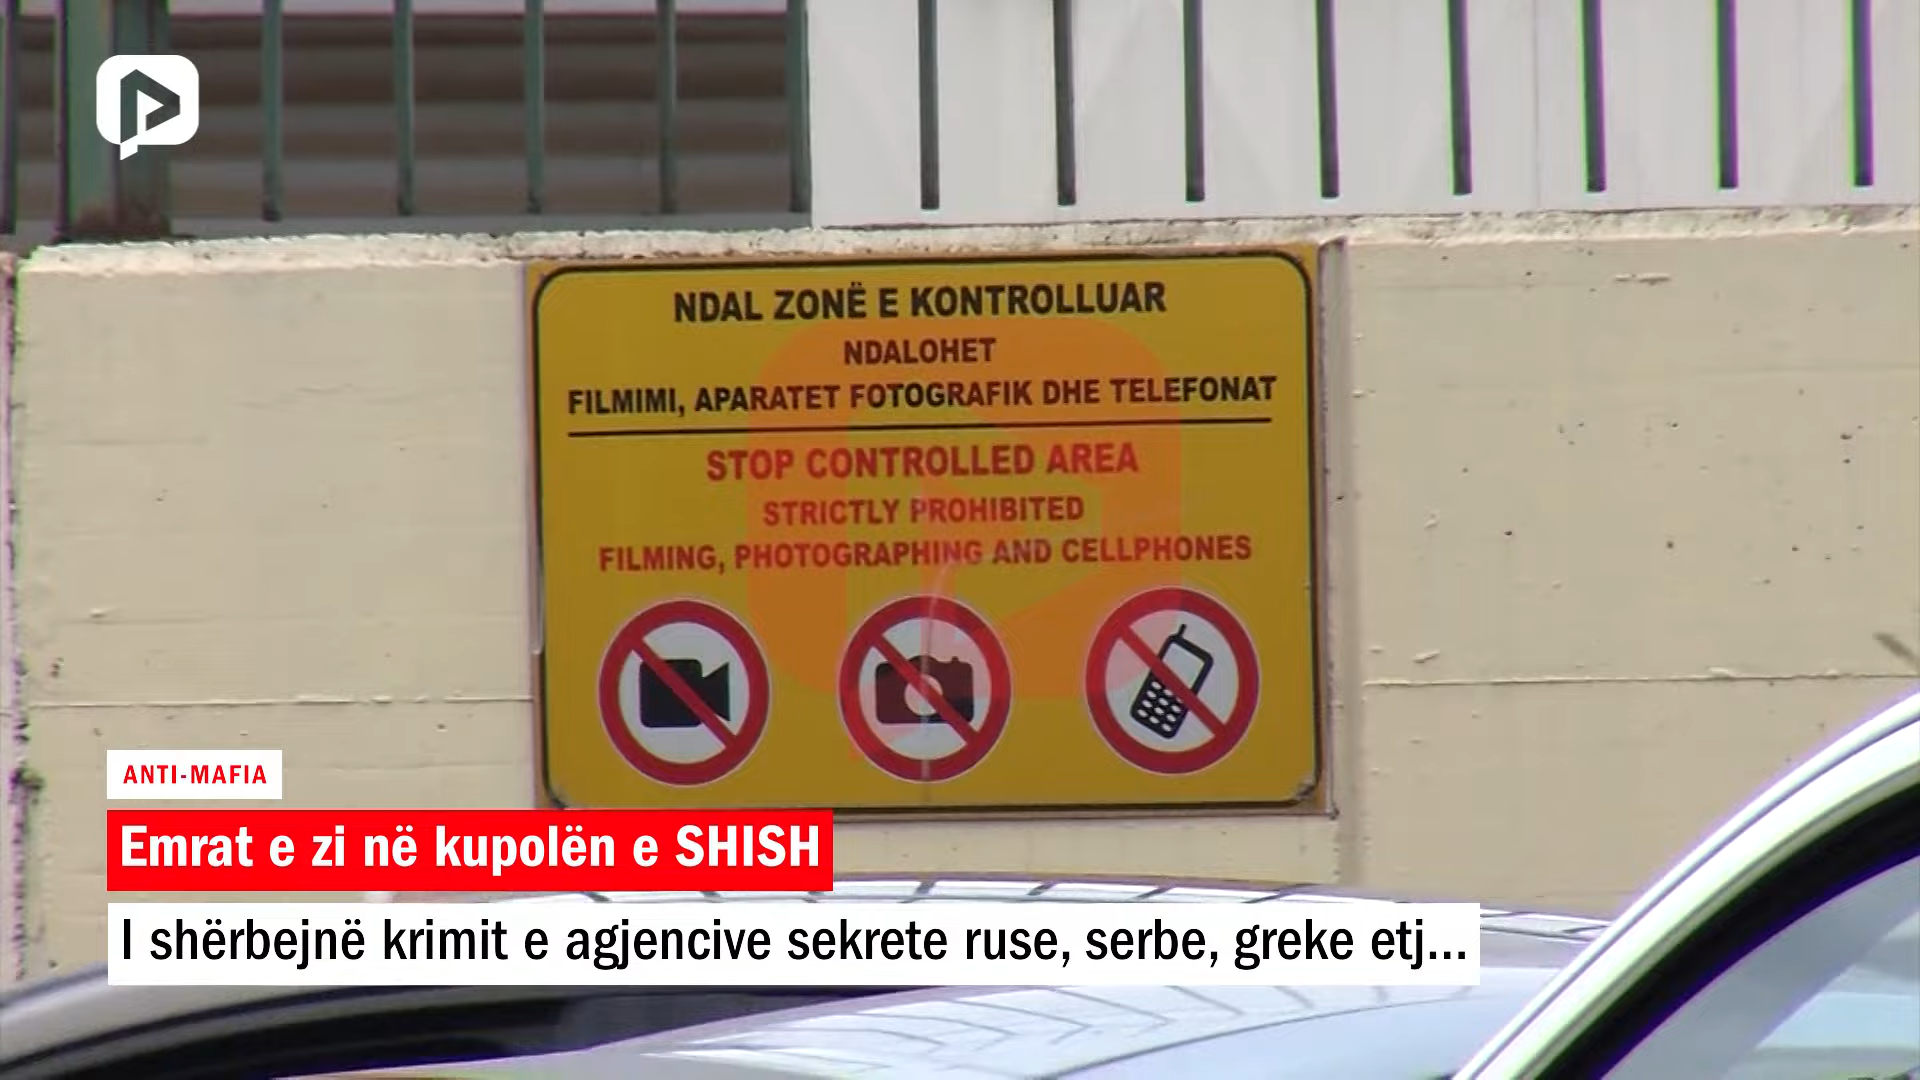 NDAL ZONË E KONTROLLUAR
NDALOHET
FILMIMI, APARATET FOTOGRAFIK DHE TELEFONAT
STOP CONTROLLED AREA
STRICTLY PROHIBITED
FILMING, PHOTOGRAPHING AND CELLPHONES
ANTI-MAFIA
Emrat e zi në kupolën e SHISH
I shërbejnë krimit e agjencive sekrete ruse, serbe, greke etj...